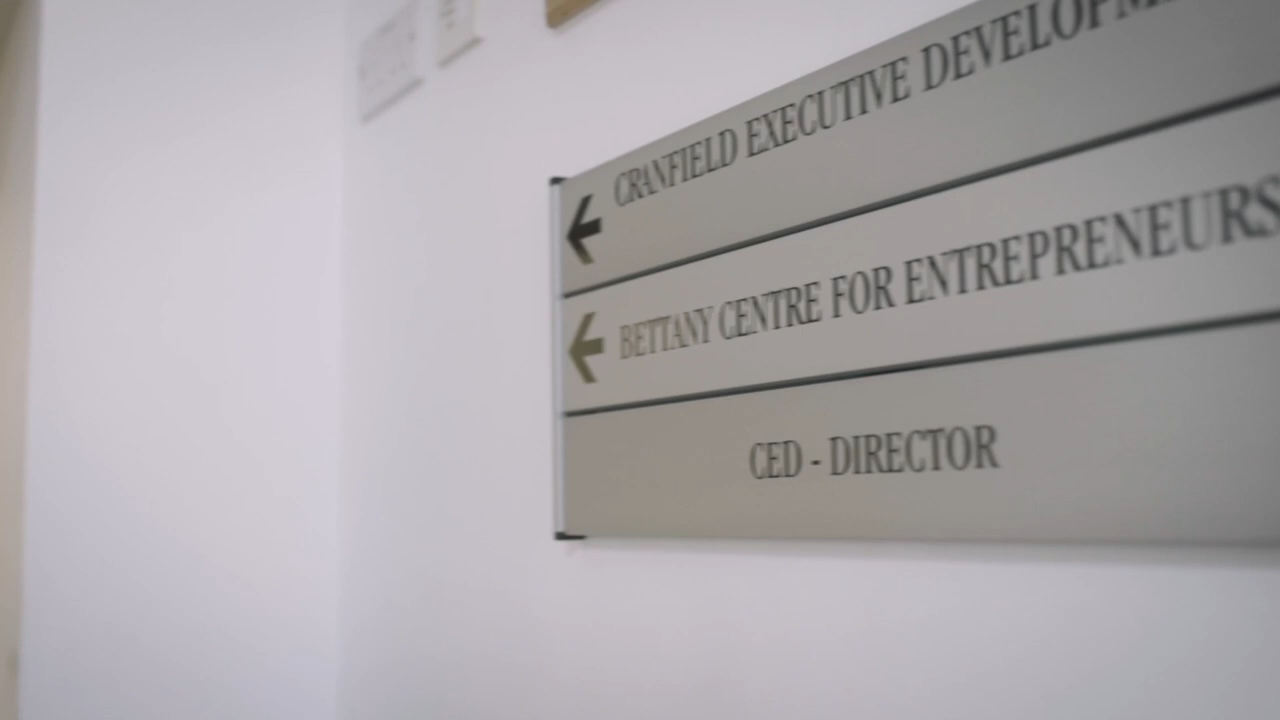 CRANFIELD EXECUTIVE DEVELOPM
BETTANY CENTRE FOR ENTREPRENEURS
CED - DIRECTOR